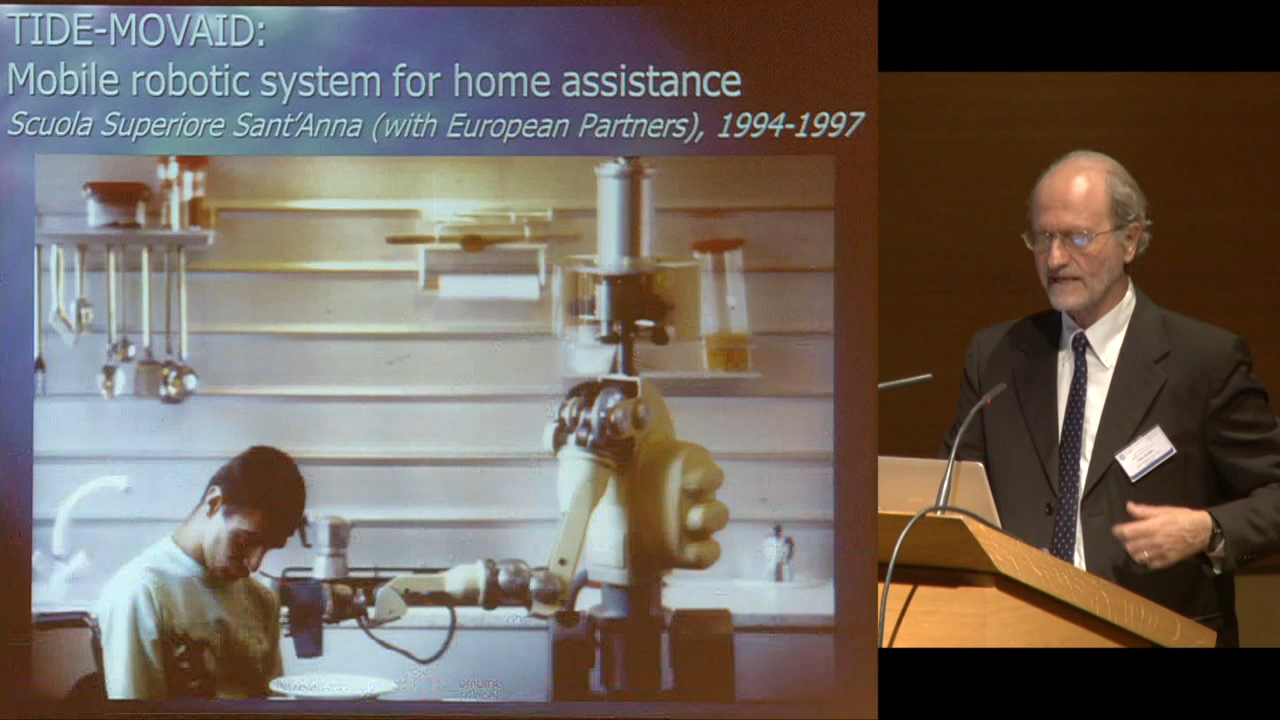 TIDE-MOVAID:
Mobile robotic system for home assistance
Scuola Superiore Sant'Anna (with European Partners), 1994-1997